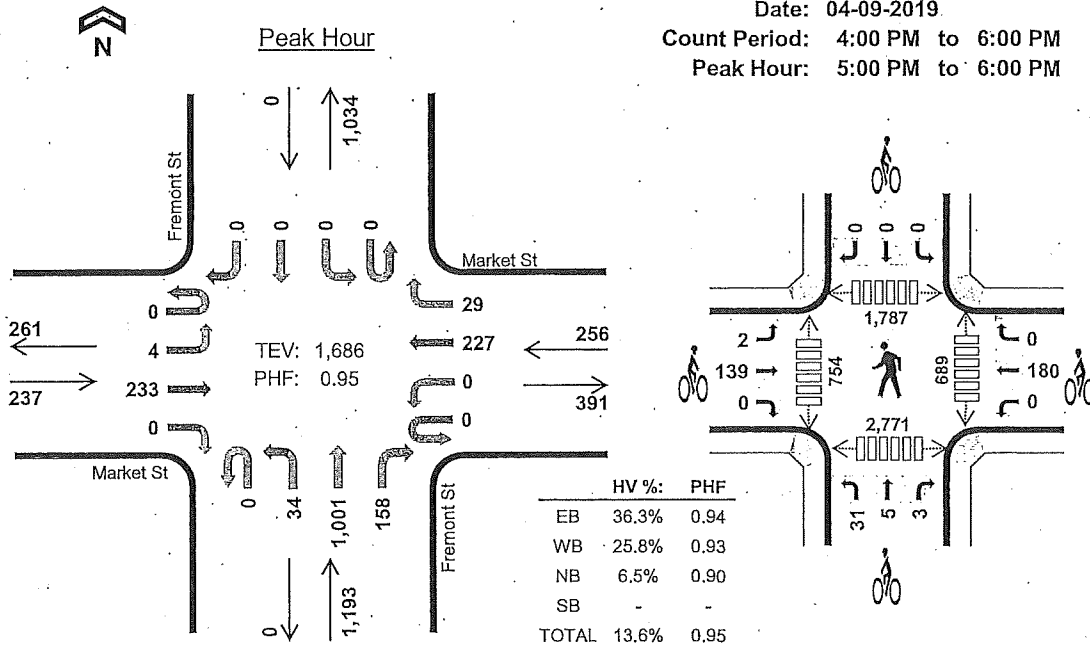 N
Peak Hour
Date: 04-09-2019
Count Period: 4:00 PM to 6:00 PM
Peak Hour: 5:00 PM to 6:00 PM
0
1,034
Fremont St
0
0
0
0
Market St
0
4
233
0
261
237
TEV: 1,686
PHF: 0.95
29
227
0
0
256
391
Market St
0
34
1,001
158
Fremont St
0
1,193
HV %: PHF
EB 36.3% 0.94
WB 25.8% 0.93
NB 6.5% 0.90
SB - -
TOTAL 13.6% 0.95
0
0
0
1,787
2
139
0
754
689
0
180
0
2,771
31
5
3